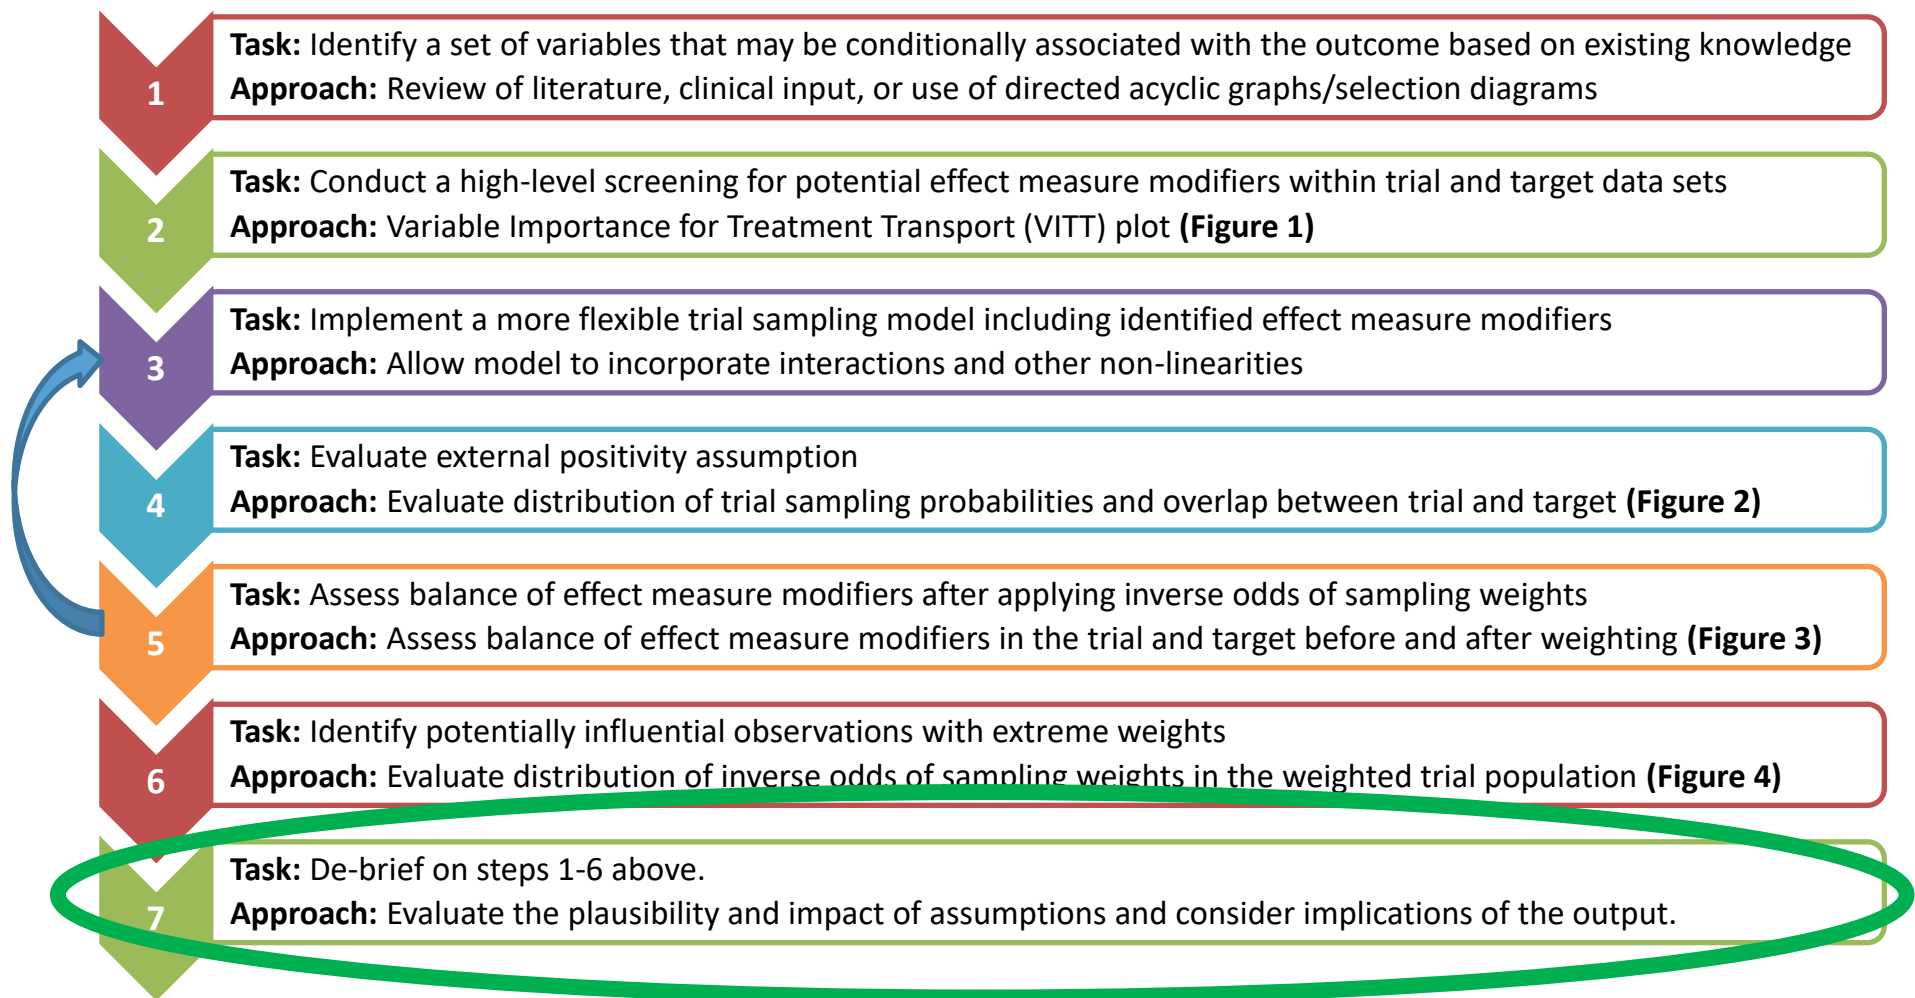 1
Task: Identify a set of variables that may be conditionally associated with the outcome based on existing knowledge
Approach: Review of literature, clinical input, or use of directed acyclic graphs/selection diagrams
2
Task: Conduct a high-level screening for potential effect measure modifiers within trial and target data sets
Approach: Variable Importance for Treatment Transport (VITT) plot (Figure 1)
3
Task: Implement a more flexible trial sampling model including identified effect measure modifiers
Approach: Allow model to incorporate interactions and other non-linearities
4
Task: Evaluate external positivity assumption
Approach: Evaluate distribution of trial sampling probabilities and overlap between trial and target (Figure 2)
5
Task: Assess balance of effect measure modifiers after applying inverse odds of sampling weights
Approach: Assess balance of effect measure modifiers in the trial and target before and after weighting (Figure 3)
6
Task: Identify potentially influential observations with extreme weights
Approach: Evaluate distribution of inverse odds of sampling weights in the weighted trial population (Figure 4)
7
Task: De-brief on steps 1-6 above.
Approach: Evaluate the plausibility and impact of assumptions and consider implications of the output.